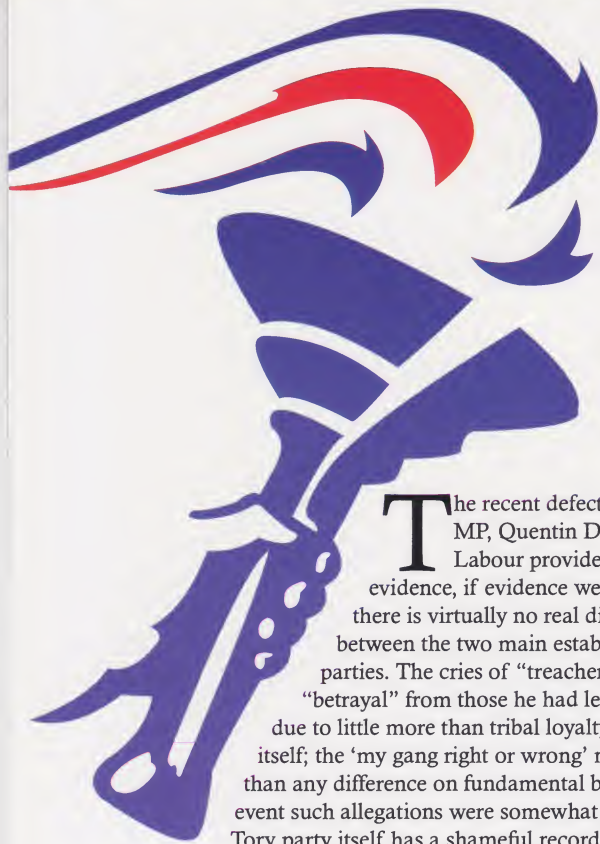 The recent defect
MP, Quentin D
Labour provide
evidence, if evidence we
there is virtually no real di
between the two main estab
parties. The cries of “treacher
“betrayal” from those he had le
due to little more than tribal loyalt
itself; the ‘my gang right or wrong’ r
than any difference on fundamental b
event such allegations were somewhat
Tory party itself has a shameful record